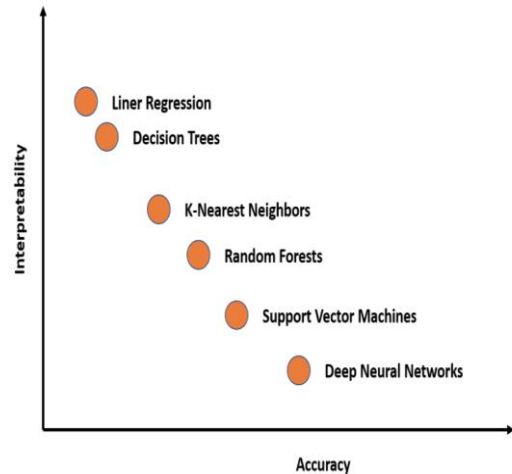 Liner Regression
Decision Trees
K-Nearest Neighbors
Random Forests
Support Vector Machines
Deep Neural Networks
Interpretability
Accuracy